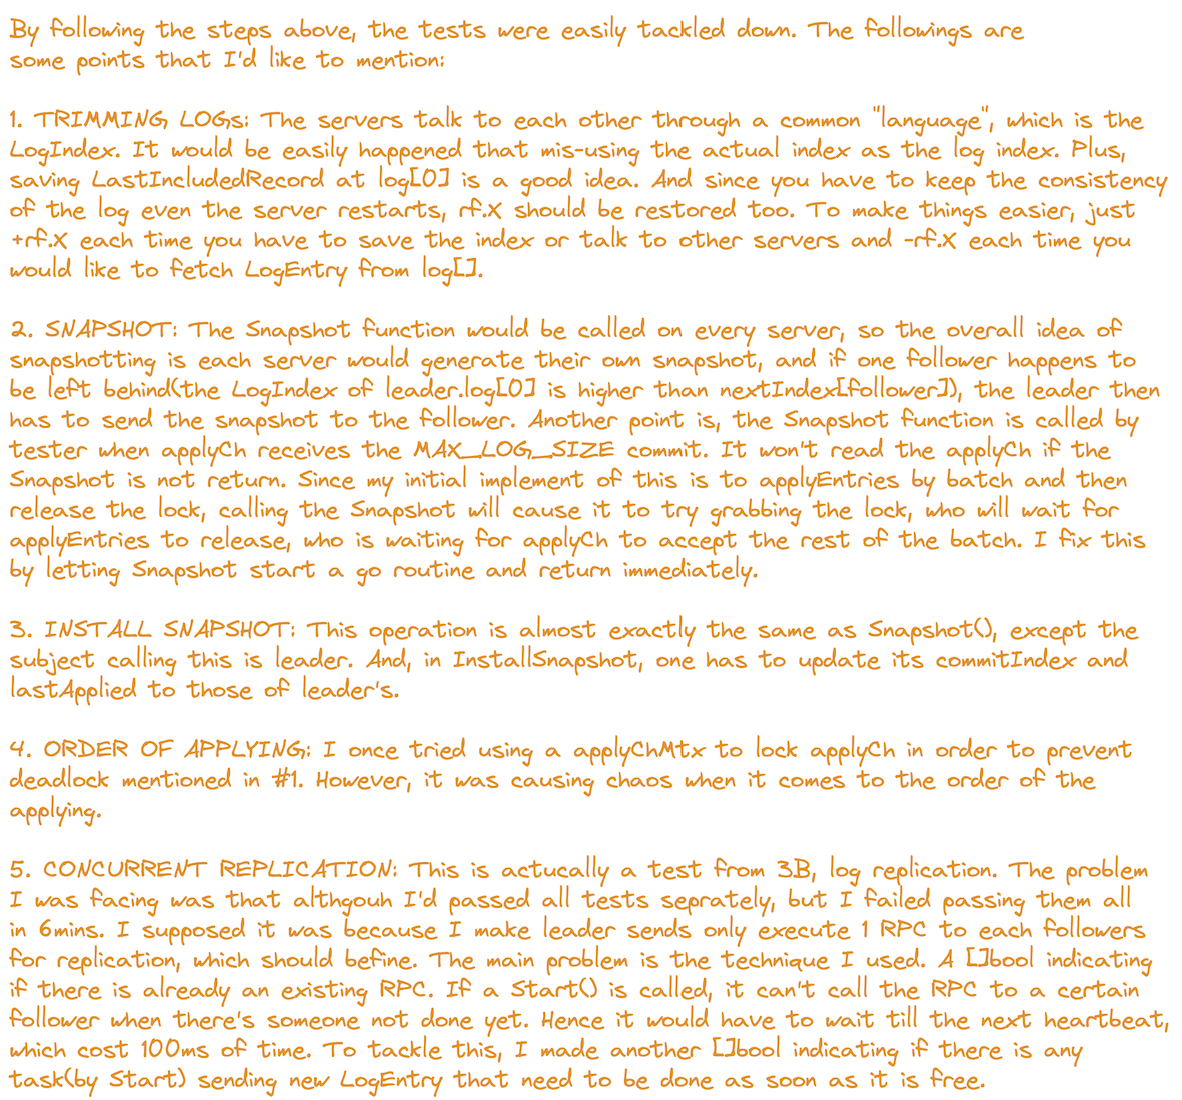 By following the steps above, the tests were easily tackled down. The followings are
some points that I'd like to mention:
1. TRIMMING LOGs: The servers talk to each other through a common "language", which is the
LogIndex. It would be easily happened that mis-using the actual index as the log index. Plus,
saving LastIncludedRecord at log[0] is a good idea. And since you have to keep the consistency
of the log even the server restarts, rf.X should be restored too. To make things easier, just
+rf.X each time you have to save the index or talk to other servers and -rf.X each time you
would like to fetch LogEntry from log[].
2. SNAPSHOT: The Snapshot function would be called on every server, so the overall idea of
snapshotting is each server would generate their own snapshot, and if one follower happens to
be left behind(the LogIndex of leader.log[0] is higher than nextIndex[follower]), the leader then
has to send the snapshot to the follower. Another point is, the Snapshot function is called by
tester when applyCh receives the MAX_LOG_SIZE commit. It won't read the applyCh if the
Snapshot is not return. Since my initial implement of this is to applyEntries by batch and then
release the lock, calling the Snapshot will cause it to try grabbing the lock, who will wait for
applyEntries to release, who is waiting for applyCh to accept the rest of the batch. I fix this
by letting Snapshot start a go routine and return immediately.
3. INSTALL SNAPSHOT: This operation is almost exactly the same as Snapshot(), except the
subject calling this is leader. And, in InstallSnapshot, one has to update its commitIndex and
lastApplied to those of leader's.
4. ORDER OF APPLYING: I once tried using a applyChMtx to lock applyCh in order to prevent
deadlock mentioned in #1. However, it was causing chaos when it comes to the order of the
applying.
5. CONCURRENT REPLICATION: This is actucally a test from 3B, log replication. The problem
I was facing was that althgouh I'd passed all tests seprately, but I failed passing them all
in 6mins. I supposed it was because I make leader sends only execute 1 RPC to each followers
for replication, which should befine. The main problem is the technique I used. A []bool indicating
if there is already an existing RPC. If a Start() is called, it can't call the RPC to a certain
follower when there's someone not done yet. Hence it would have to wait till the next heartbeat,
which cost 100ms of time. To tackle this, I made another []bool indicating if there is any
task(by Start) sending new LogEntry that need to be done as soon as it is free.